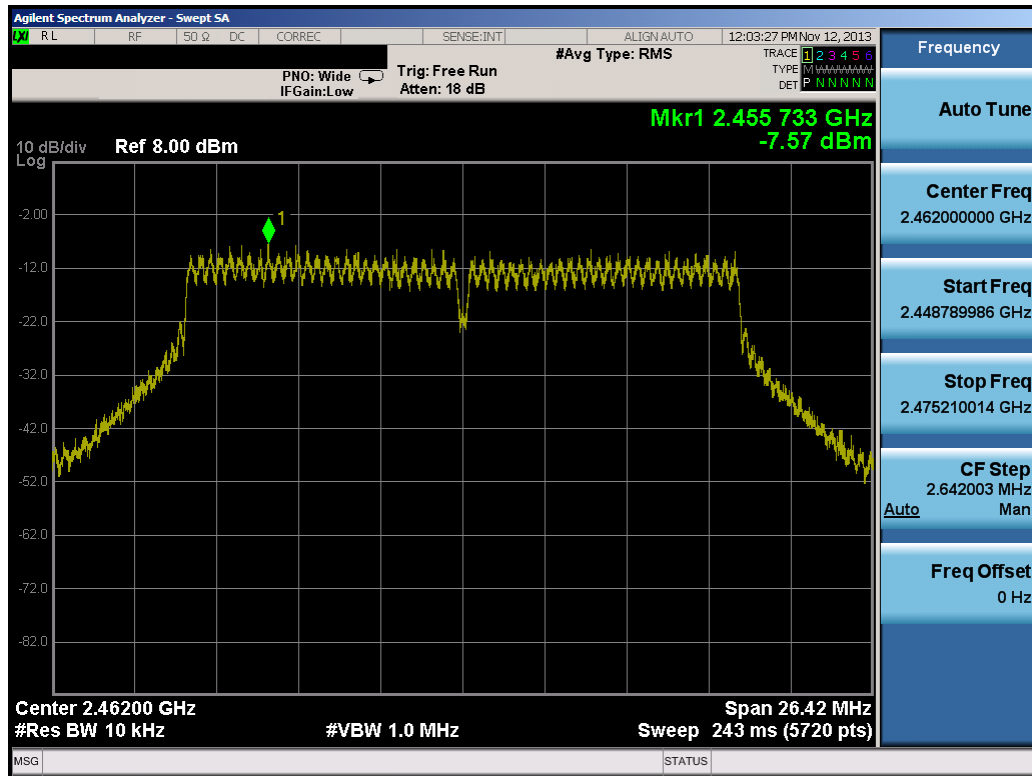 Agilent Spectrum Analyzer - Swept SA
LXI RL RF 50 Ω DC CORREC SENSE:INT ALIGN AUTO 12:03:27 PM Nov 12, 2013
Frequency
#Avg Type: RMS
TRACE 1 2 3 4 5 6
PNO: Wide Trig: Free Run
TYPE M WWWWW
IFGain:Low Atten: 18 dB
DET P N N N N N
Auto Tune
Mkr1 2.455 733 GHz
-7.57 dBm
10 dB/div Ref 8.00 dBm
Log
1
-2.00
-12.0
-22.0
-32.0
-42.0
-52.0
-62.0
-72.0
-82.0
Center Freq
2.462000000 GHz
Start Freq
2.448789986 GHz
Stop Freq
2.475210014 GHz
CF Step
2.642003 MHz
Auto Man
Freq Offset
0 Hz
Center 2.46200 GHz Span 26.42 MHz
#Res BW 10 kHz #VBW 1.0 MHz Sweep 243 ms (5720 pts)
MSG STATUS